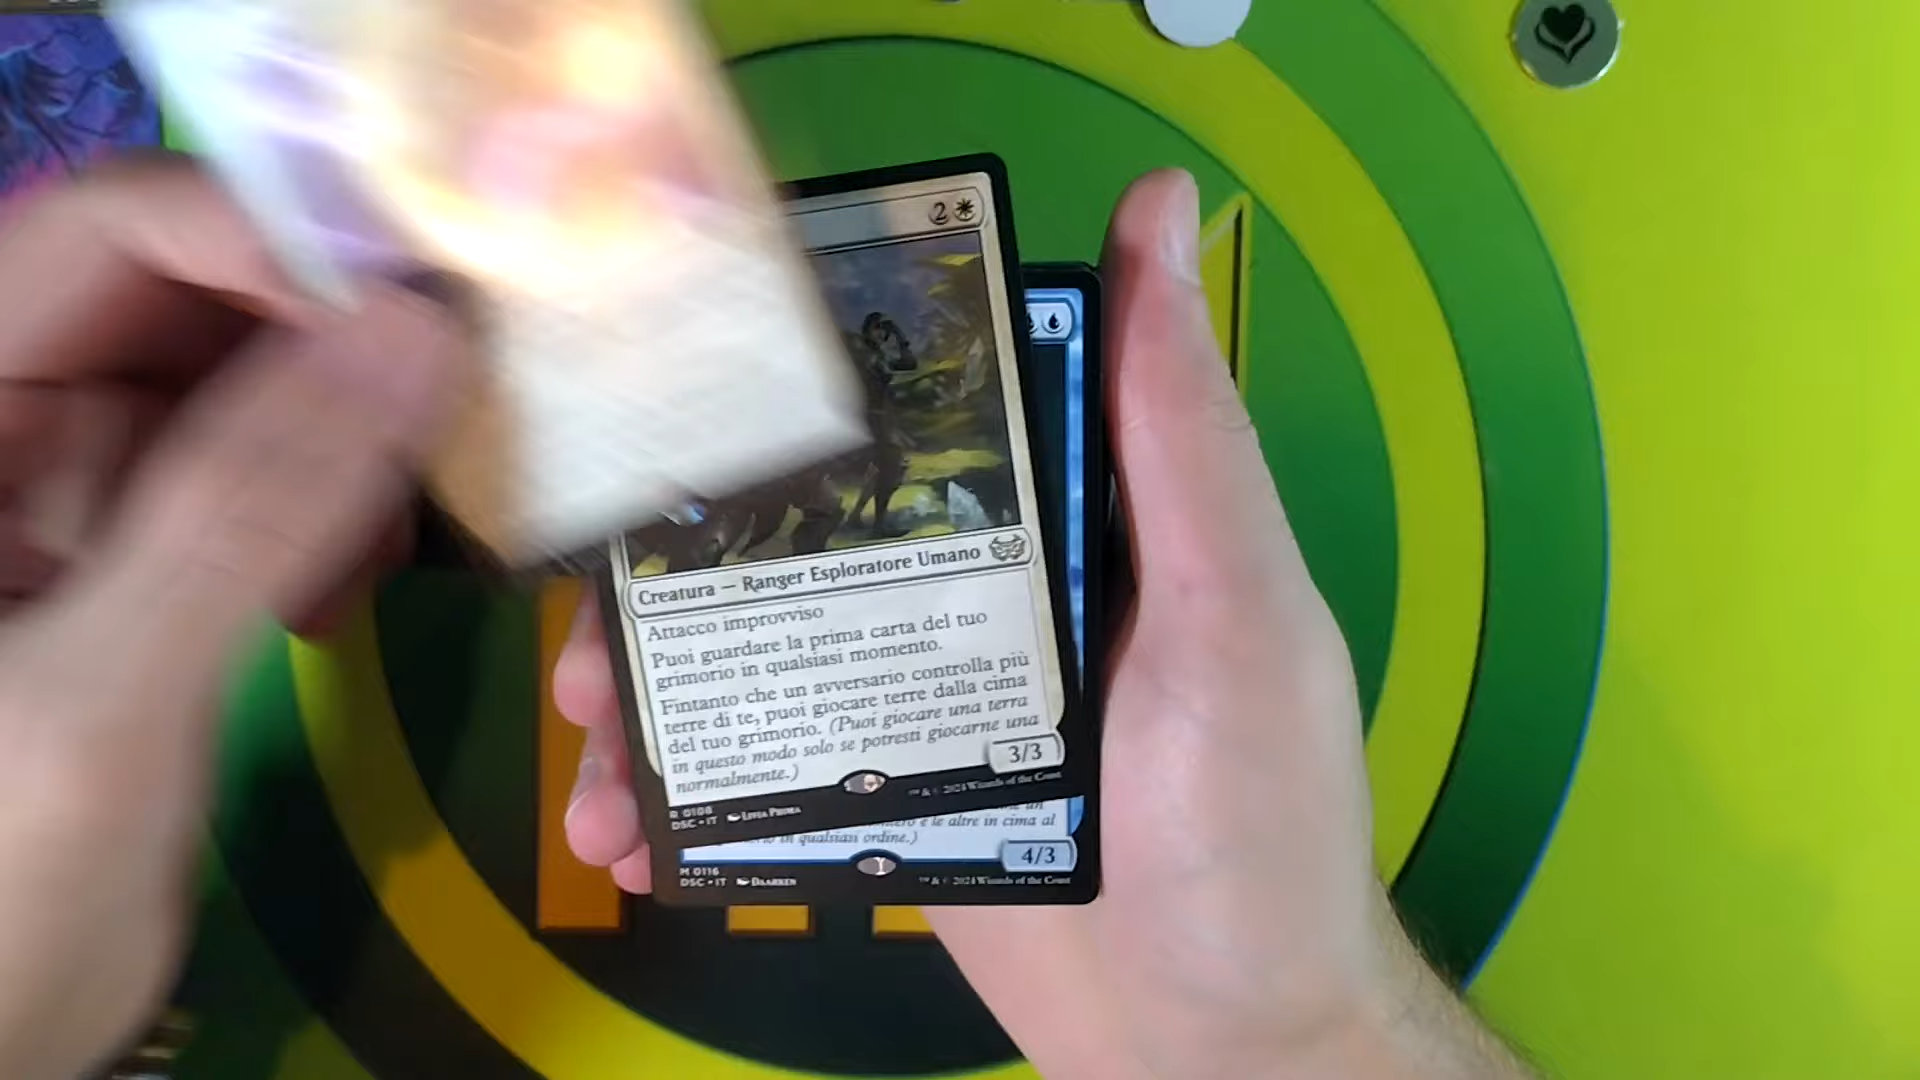 2
Creatura — Ranger Esploratore Umano
Attacco improvviso
Puoi guardare la prima carta del tuo
grimorio in qualsiasi momento.
Fintanto che un avversario controlla più
terre di te, puoi giocare terre dalla cima
del tuo grimorio. (Puoi giocare una terra
in questo modo solo se potresti giocarne una
normalmente.)
3/3
R 0108
DSC • IT LIVIA PRIMA
™ & © 2024 Wizards of the Coast
e le altre in cima al
in qualsiasi ordine.)
4/3
M 0116
DSC • IT DAARKEN
™ & © 2024 Wizards of the Coast